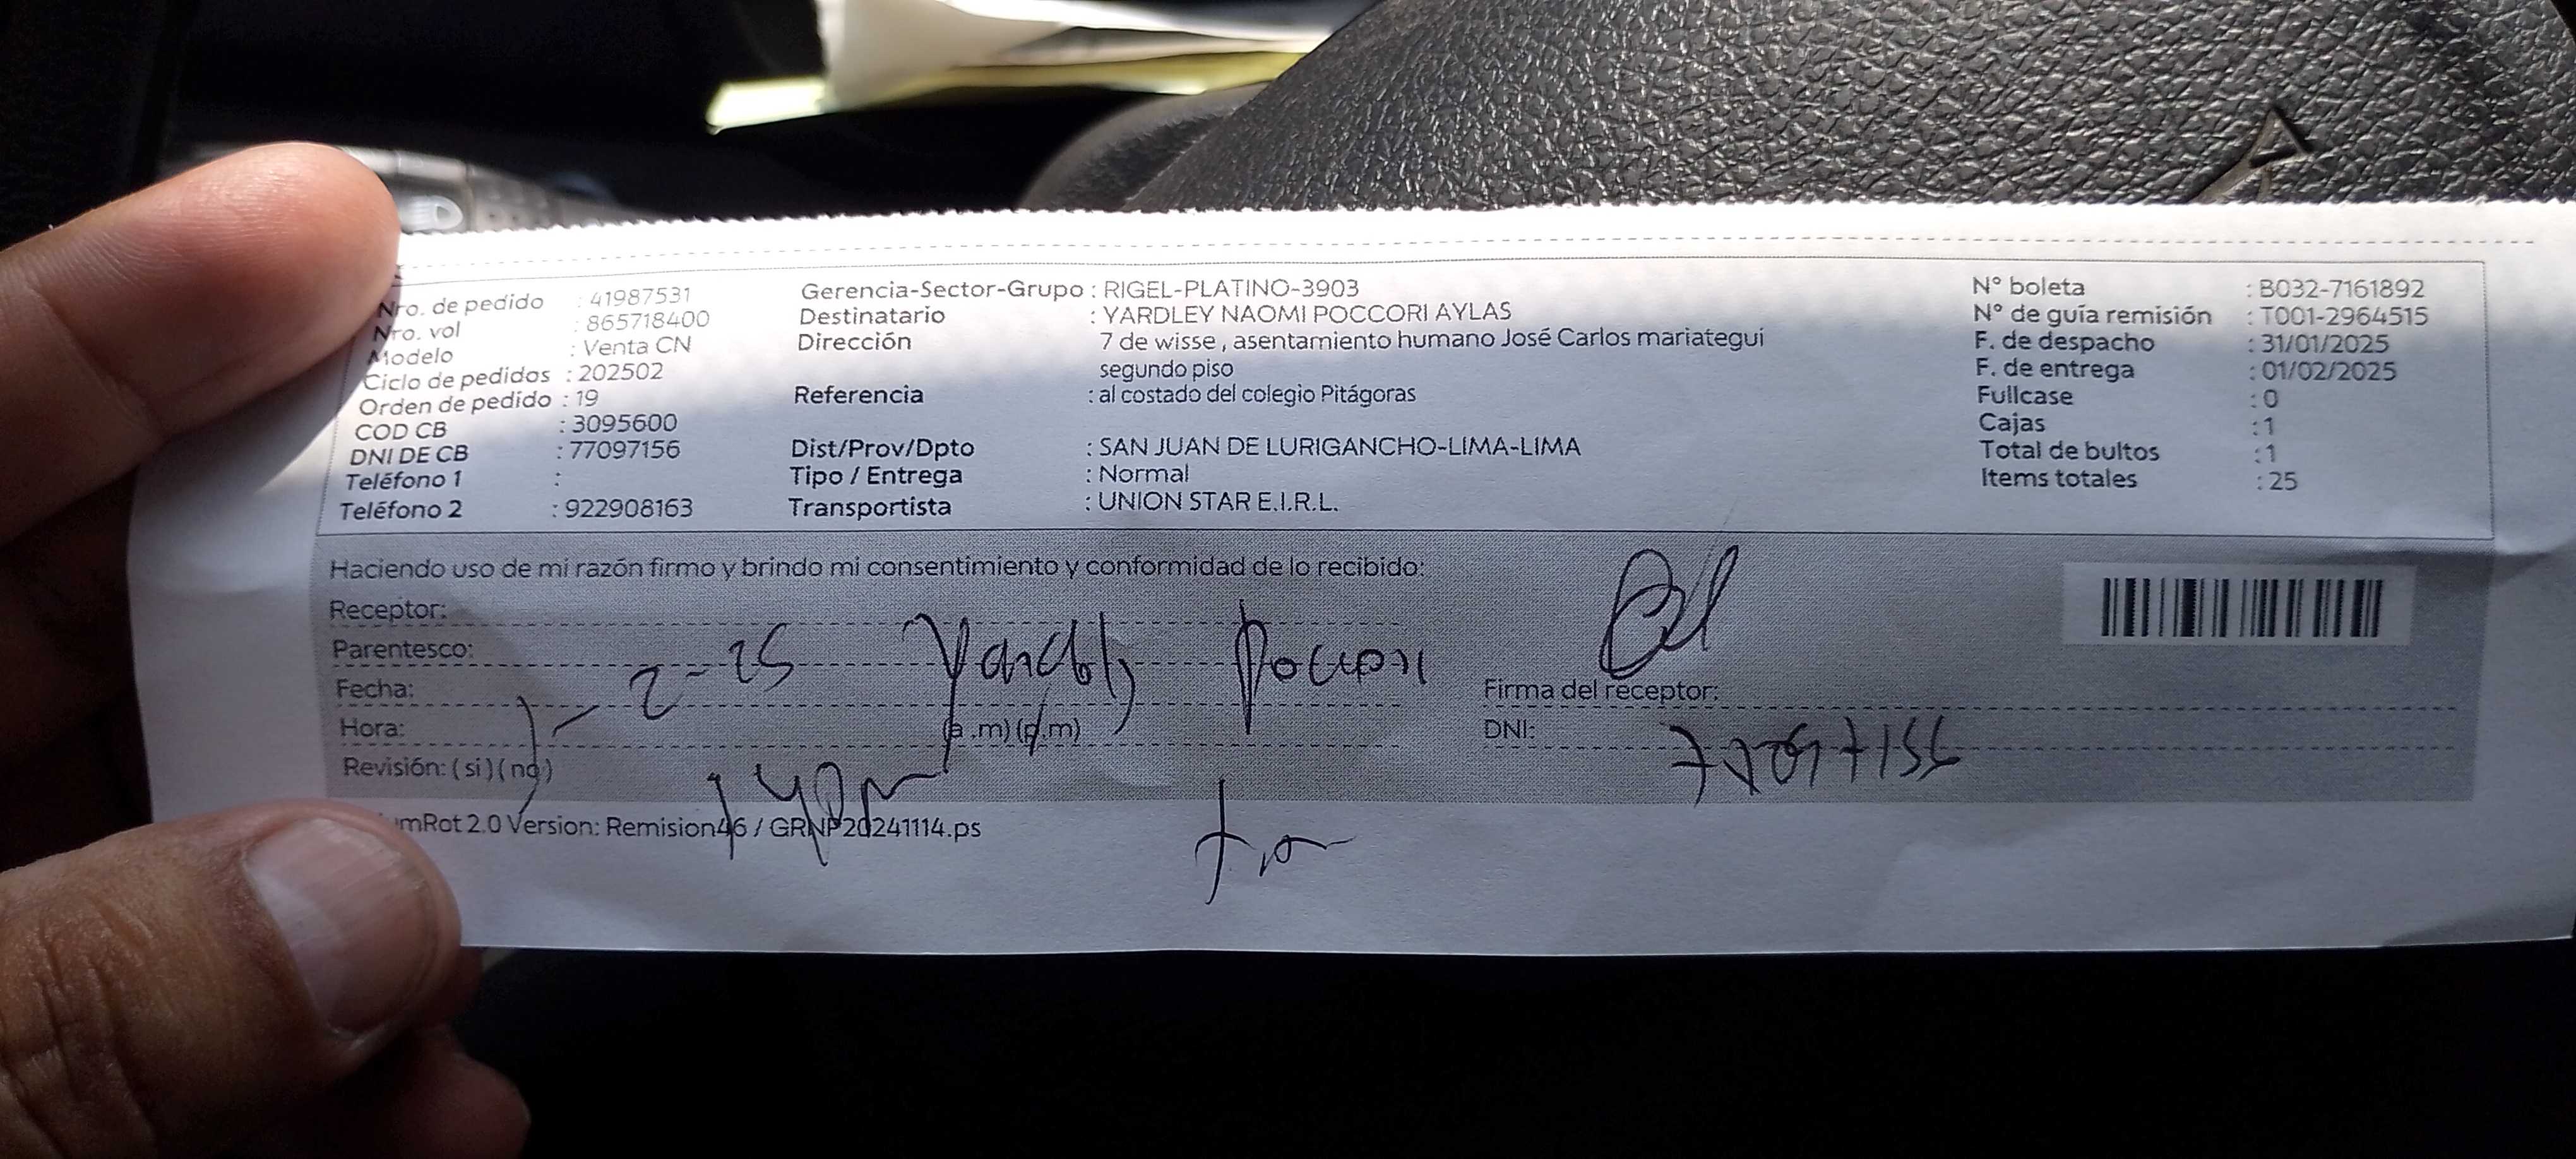 Nro. de pedido : 41987531
Nro. vol : 865718400
Modelo : Venta CN
Ciclo de pedidos : 202502
Orden de pedido : 19
COD CB : 3095600
DNI DE CB : 77097156
Teléfono 1 :
Teléfono 2 : 922908163
Gerencia-Sector-Grupo : RIGEL-PLATINO-3903
Destinatario : YARDLEY NAOMI POCCORI AYLAS
Dirección 7 de wisse , asentamiento humano José Carlos mariategui
segundo piso
Referencia : al costado del colegio Pitágoras
Dist/Prov/Dpto : SAN JUAN DE LURIGANCHO-LIMA-LIMA
Tipo / Entrega : Normal
Transportista : UNION STAR E.I.R.L.
N° boleta : B032-7161892
N° de guía remisión : T001-2964515
F. de despacho : 31/01/2025
F. de entrega : 01/02/2025
Fullcase : 0
Cajas : 1
Total de bultos : 1
Items totales : 25
Haciendo uso de mi razón firmo y brindo mi consentimiento y conformidad de lo recibido:
Receptor:
Parentesco: Yardley Poccori
Fecha: 1-2-25
Firma del receptor:
Hora: (a.m)(p.m)
DNI: 77097156
Revisión: (si)(no)
140pm
mRot 2.0 Version: Remision46 / GRNP20241114.ps